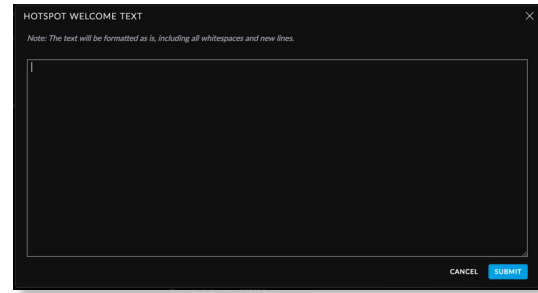 HOTSPOT WELCOME TEXT
Note: The text will be formatted as is, including all whitespaces and new lines.
CANCEL
SUBMIT